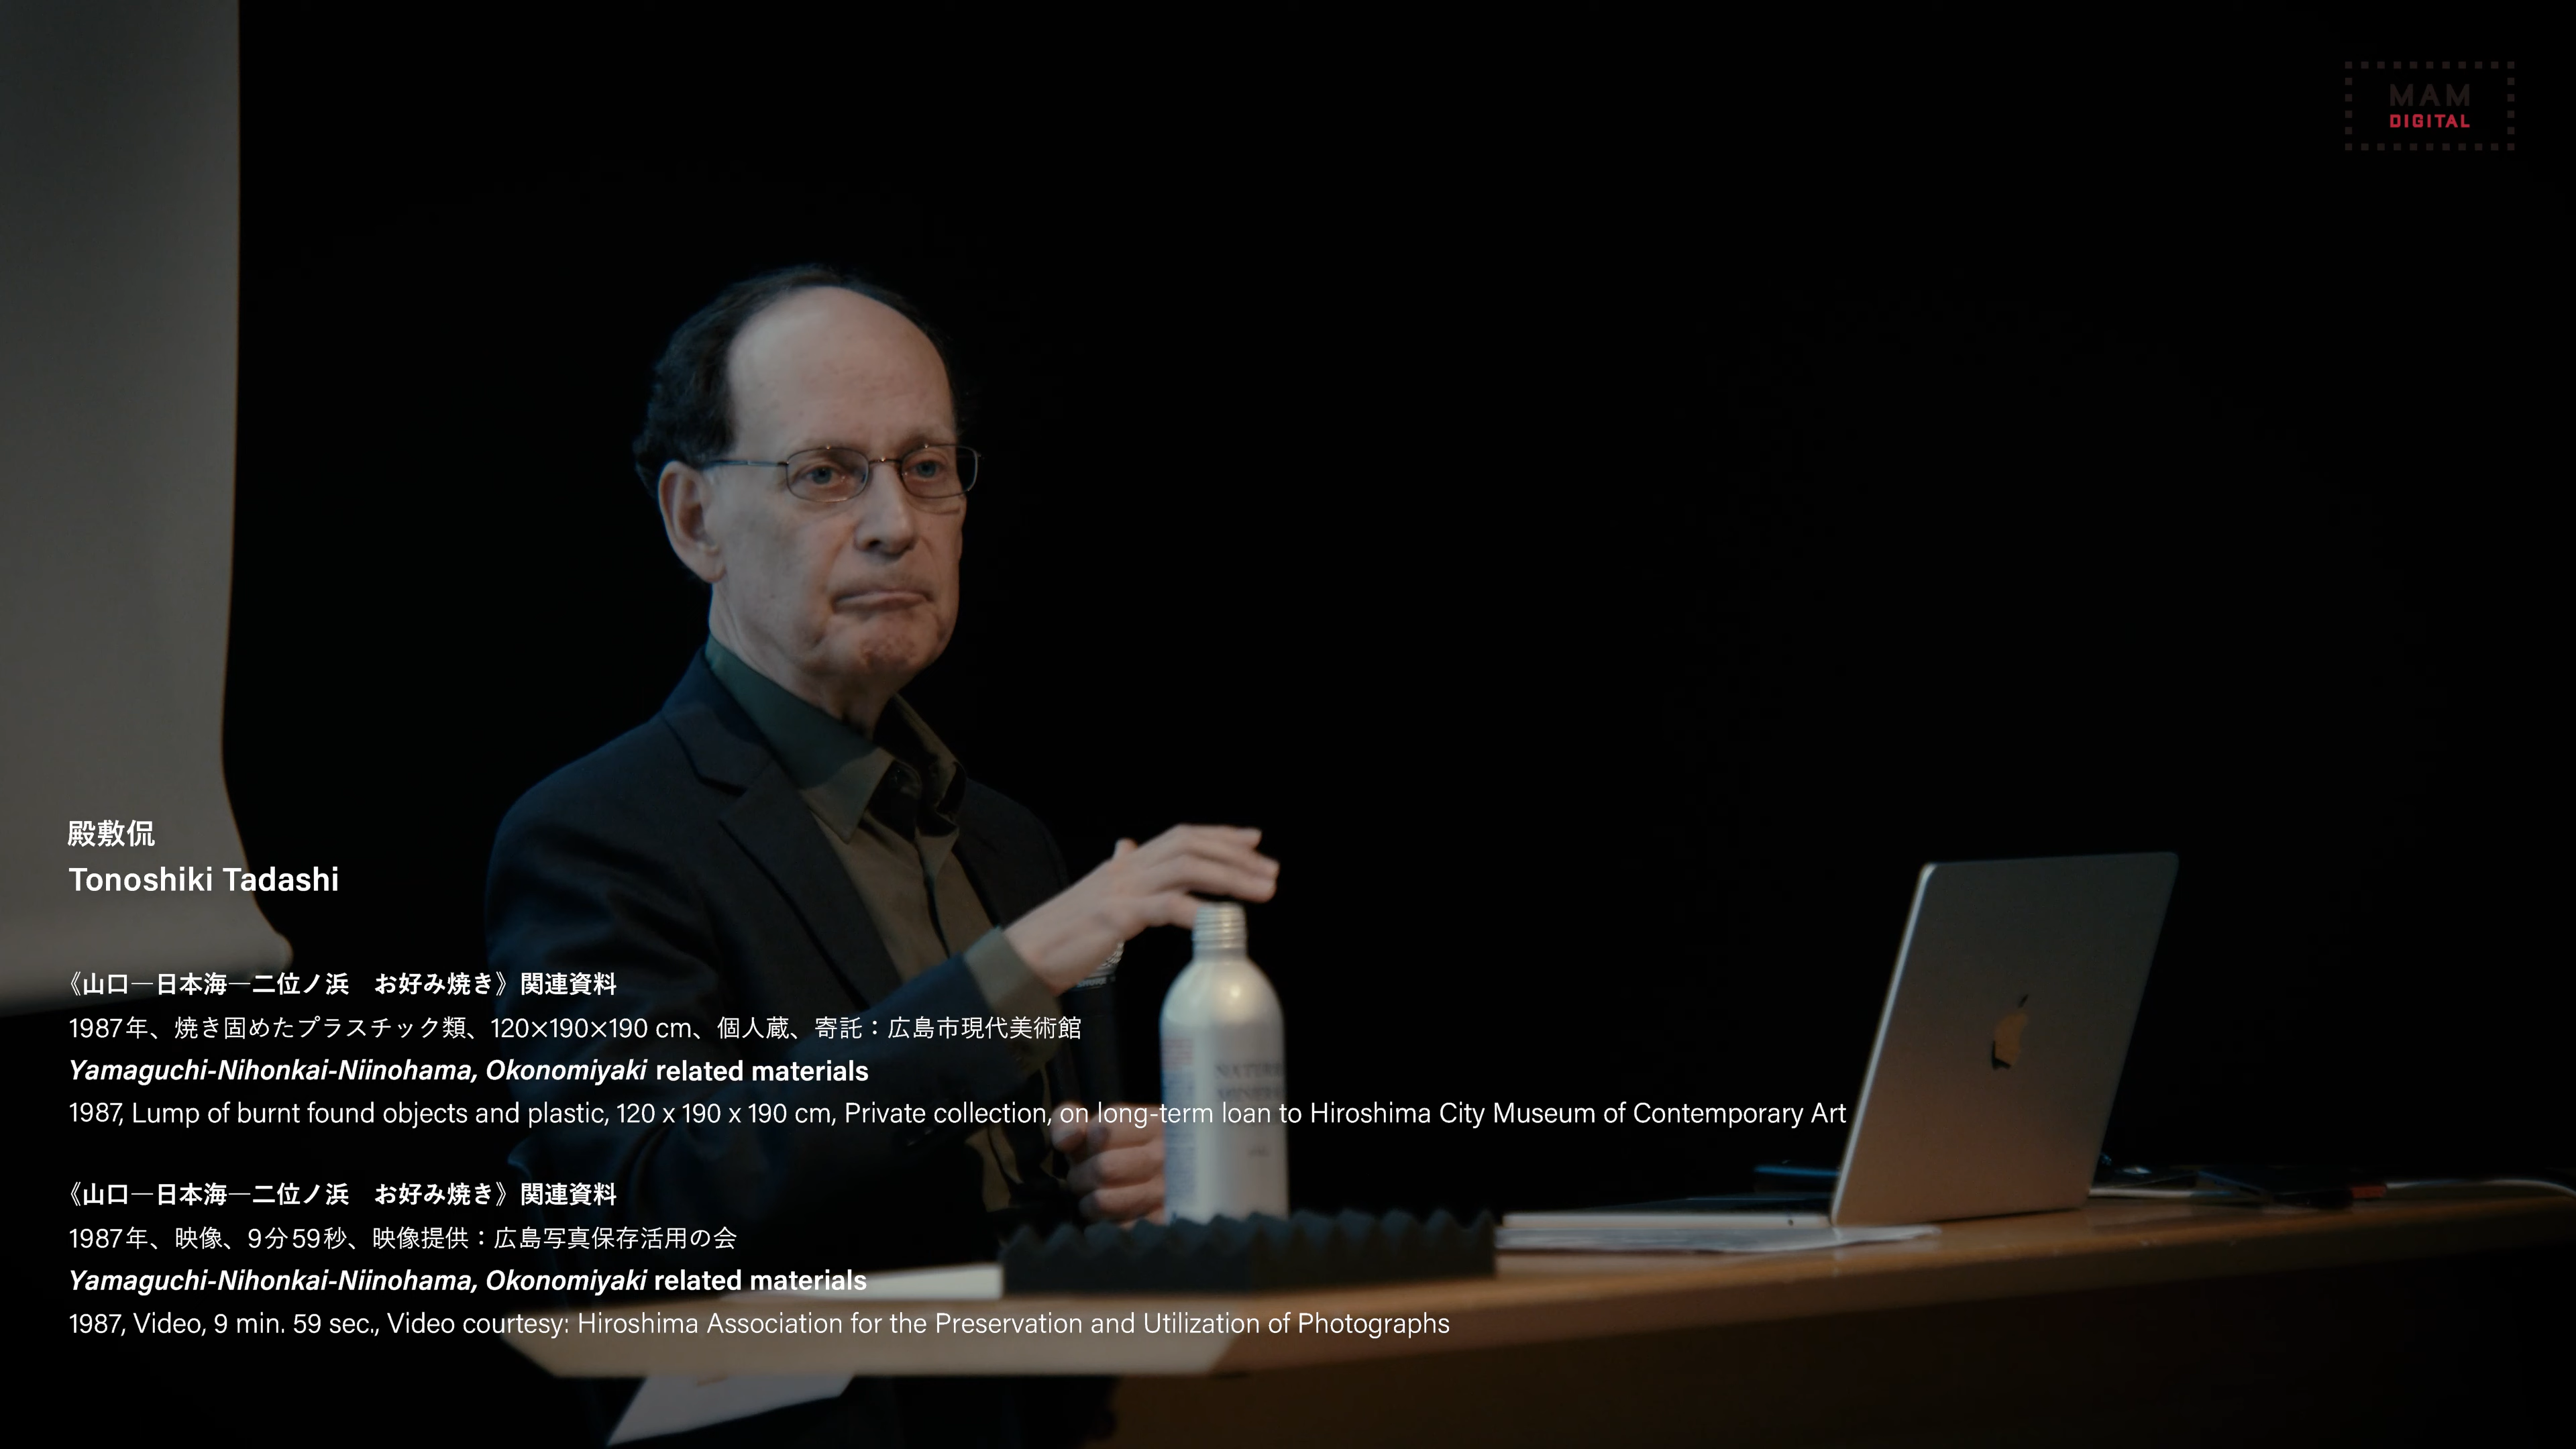 MAM
DIGITAL
殿敷侃
Tonoshiki Tadashi
《山口―日本海―二位ノ浜　お好み焼き》関連資料
1987年、焼き固めたプラスチック類、120×190×190 cm、個人蔵、寄託：広島市現代美術館
Yamaguchi-Nihonkai-Niinohama, Okonomiyaki related materials
1987, Lump of burnt found objects and plastic, 120 x 190 x 190 cm, Private collection, on long-term loan to Hiroshima City Museum of Contemporary Art
《山口―日本海―二位ノ浜　お好み焼き》関連資料
1987年、映像、9分59秒、映像提供：広島写真保存活用の会
Yamaguchi-Nihonkai-Niinohama, Okonomiyaki related materials
1987, Video, 9 min. 59 sec., Video courtesy: Hiroshima Association for the Preservation and Utilization of Photographs